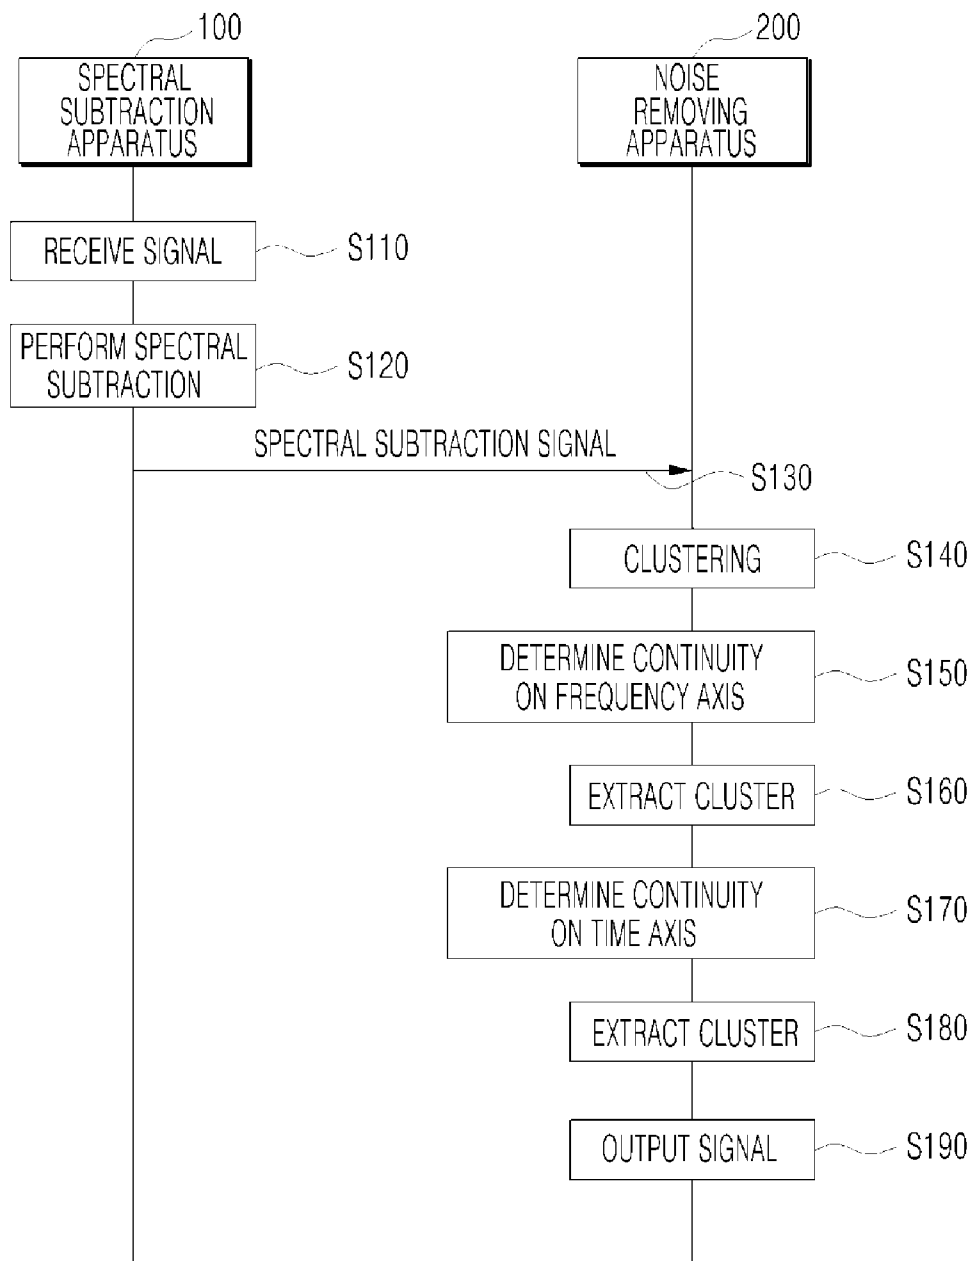 100
200
SPECTRAL
SUBTRACTION
APPARATUS
NOISE
REMOVING
APPARATUS
RECEIVE SIGNAL
S110
PERFORM SPECTRAL
SUBTRACTION
S120
SPECTRAL SUBTRACTION SIGNAL
S130
CLUSTERING
S140
DETERMINE CONTINUITY
ON FREQUENCY AXIS
S150
EXTRACT CLUSTER
S160
DETERMINE CONTINUITY
ON TIME AXIS
S170
EXTRACT CLUSTER
S180
OUTPUT SIGNAL
S190